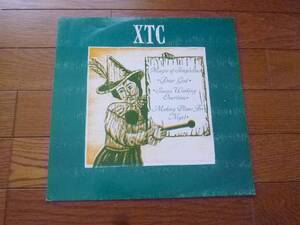 XTC
Mayor of Simpleton
• Dear God •
Senses Working
Overtime •
Making Plans For
Nigel •